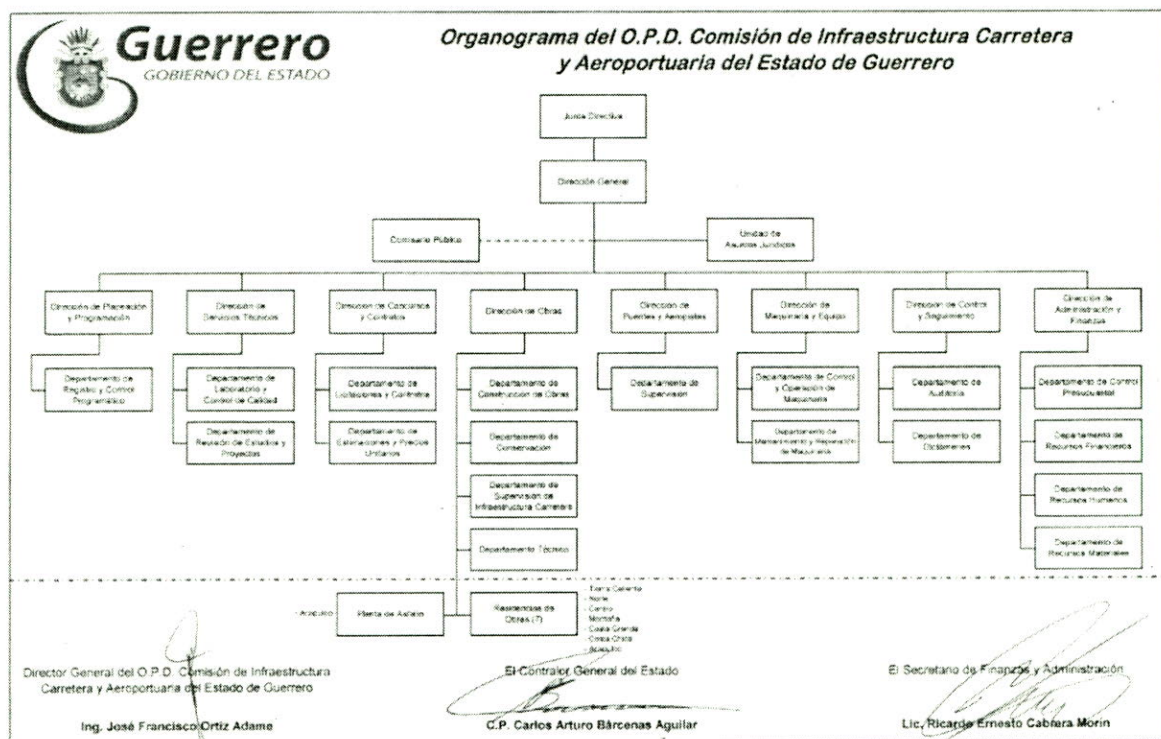 Guerrero
GOBIERNO DEL ESTADO
Organograma del O.P.D. Comisión de Infraestructura Carretera
y Aeroportuaria del Estado de Guerrero
Junta Directiva
Dirección General
Comisario Público
Unidad de
Asuntos Jurídicos
Dirección de Planeación
y Programación
Dirección de
Servicios Técnicos
Dirección de Concursos
y Contratos
Dirección de Obras
Dirección de
Puentes y Aeropistas
Dirección de
Maquinaria y Equipo
Dirección de Control
y Seguimiento
Dirección de
Administración y
Finanzas
Departamento de
Registro y Control
Programático
Departamento de
Laboratorio y
Control de Calidad
Departamento de
Licitaciones y Contratos
Departamento de
Construcción de Obras
Departamento de
Supervisión
Departamento de Control
y Operación de
Maquinaria
Departamento de
Auditoría
Departamento de Control
Presupuestal
Departamento de
Revisión de Estudios y
Proyectos
Departamento de
Estimaciones y Precios
Unitarios
Departamento de
Conservación
Departamento de
Mantenimiento y Reparación
de Maquinaria
Departamento de
Dictámenes
Departamento de
Recursos Financieros
Departamento de
Supervisión de
Infraestructura Carretera
Departamento de
Recursos Humanos
Departamento Técnico
Departamento de
Recursos Materiales
- Acapulco
Planta de Asfalto
Residencias de
Obras (7)
- Tierra Caliente
- Norte
- Centro
- Montaña
- Costa Grande
- Costa Chica
- Acapulco
Director General del O.P.D. Comisión de Infraestructura
Carretera y Aeroportuaria del Estado de Guerrero
Ing. José Francisco Ortiz Adame
El Contralor General del Estado
C.P. Carlos Arturo Bárcenas Aguilar
El Secretario de Finanzas y Administración
Lic. Ricardo Ernesto Cabrera Morin